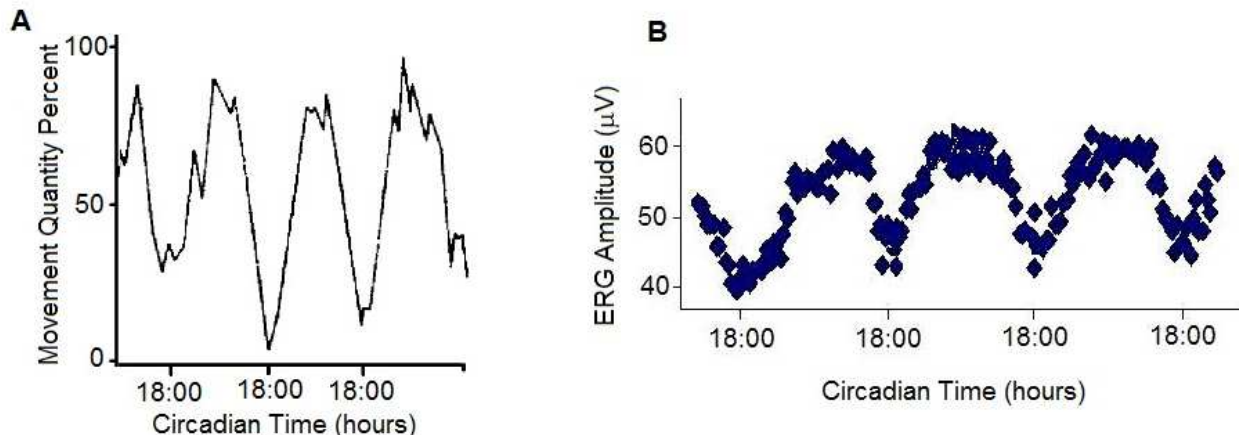 A
Movement Quantity Percent
100
50
0
18:00 18:00 18:00
Circadian Time (hours)
B
ERG Amplitude (µV)
60
50
40
18:00 18:00 18:00 18:00
Circadian Time (hours)